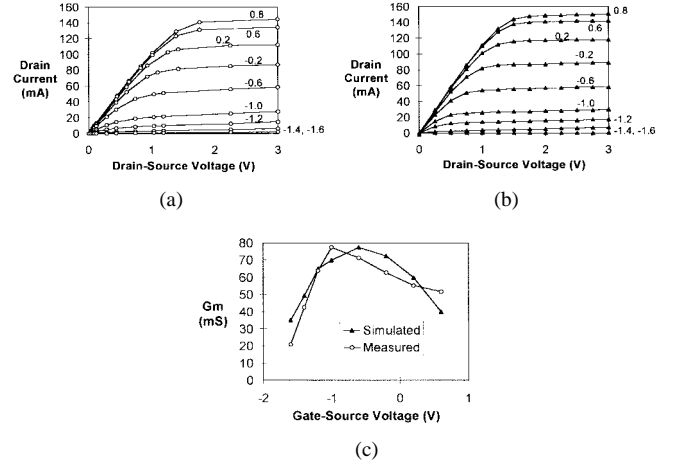 160
140
120
100
80
60
40
20
0
Drain
Current
(mA)
0.8
0.6
0.2
-0.2
-0.6
-1.0
-1.2
-1.4, -1.6
0 1 2 3
Drain-Source Voltage (V)
(a)
160
140
120
100
80
60
40
20
0
Drain
Current
(mA)
0.8
0.6
0.2
-0.2
-0.6
-1.0
-1.2
-1.4, -1.6
0 1 2 3
Drain-Source Voltage (V)
(b)
80
70
60
50
40
30
20
10
0
Gm
(mS)
Simulated
Measured
-2 -1 0 1
Gate-Source Voltage (V)
(c)